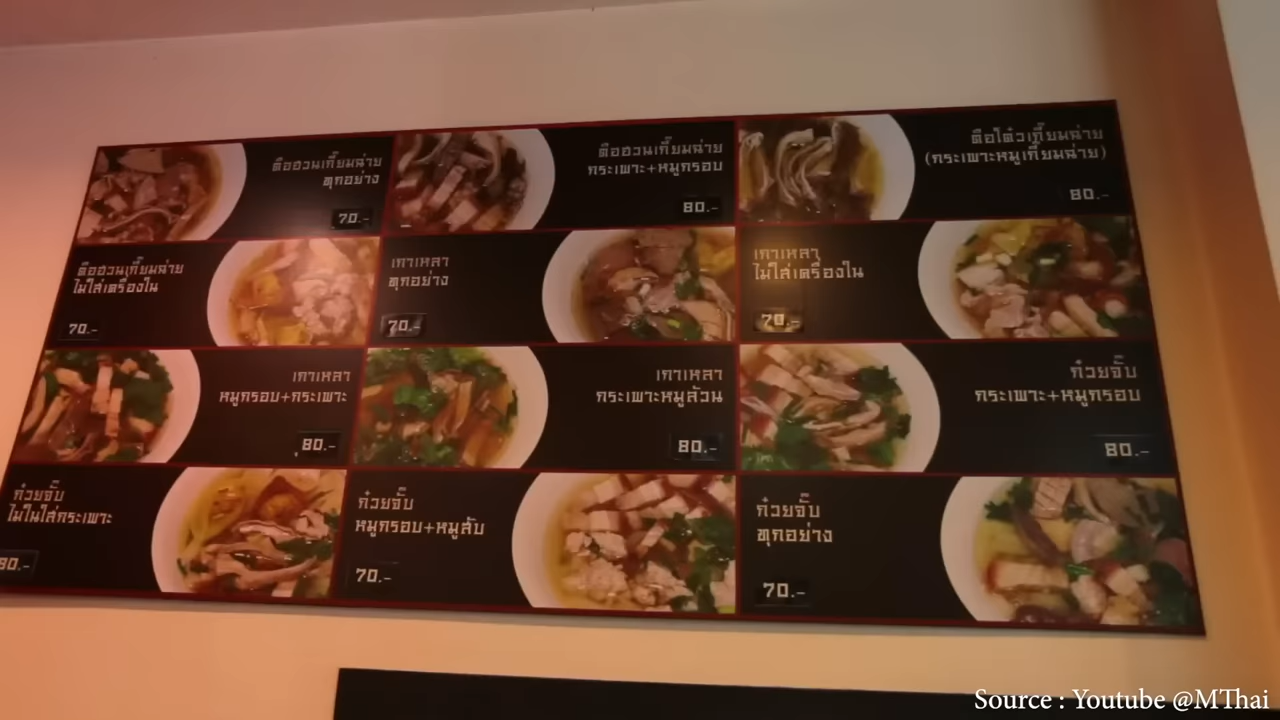 ตือฮวนเกี้ยมฉ่าย
ทุกอย่าง
70.-
ตือฮวนเกี้ยมฉ่าย
กระเพาะ+หมูกรอบ
80.-
ตือโต๋วเกี้ยมฉ่าย
(กระเพาะหมูเกี้ยมฉ่าย)
80.-
ตือฮวนเกี้ยมฉ่าย
ไม่ใส่เครื่องใน
70.-
เกาเหลา
ทุกอย่าง
70.-
เกาเหลา
ไม่ใส่เครื่องใน
70.-
เกาเหลา
หมูกรอบ+กระเพาะ
80.-
เกาเหลา
กระเพาะหมูล้วน
80.-
ก๋วยจั๊บ
กระเพาะ+หมูกรอบ
80.-
ก๋วยจั๊บ
ไม่ในใส่กระเพาะ
80.-
ก๋วยจั๊บ
หมูกรอบ+หมูสับ
70.-
ก๋วยจั๊บ
ทุกอย่าง
70.-
Source : Youtube @MThai